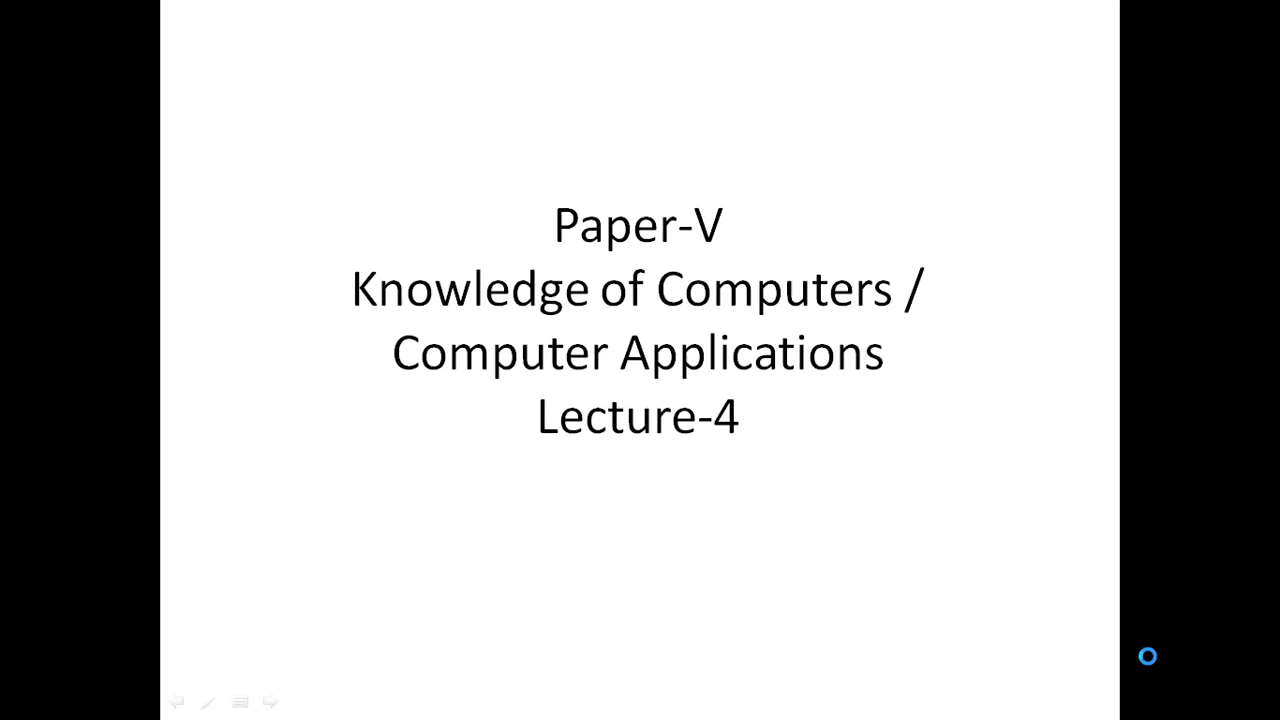 Paper-V
Knowledge of Computers /
Computer Applications
Lecture-4